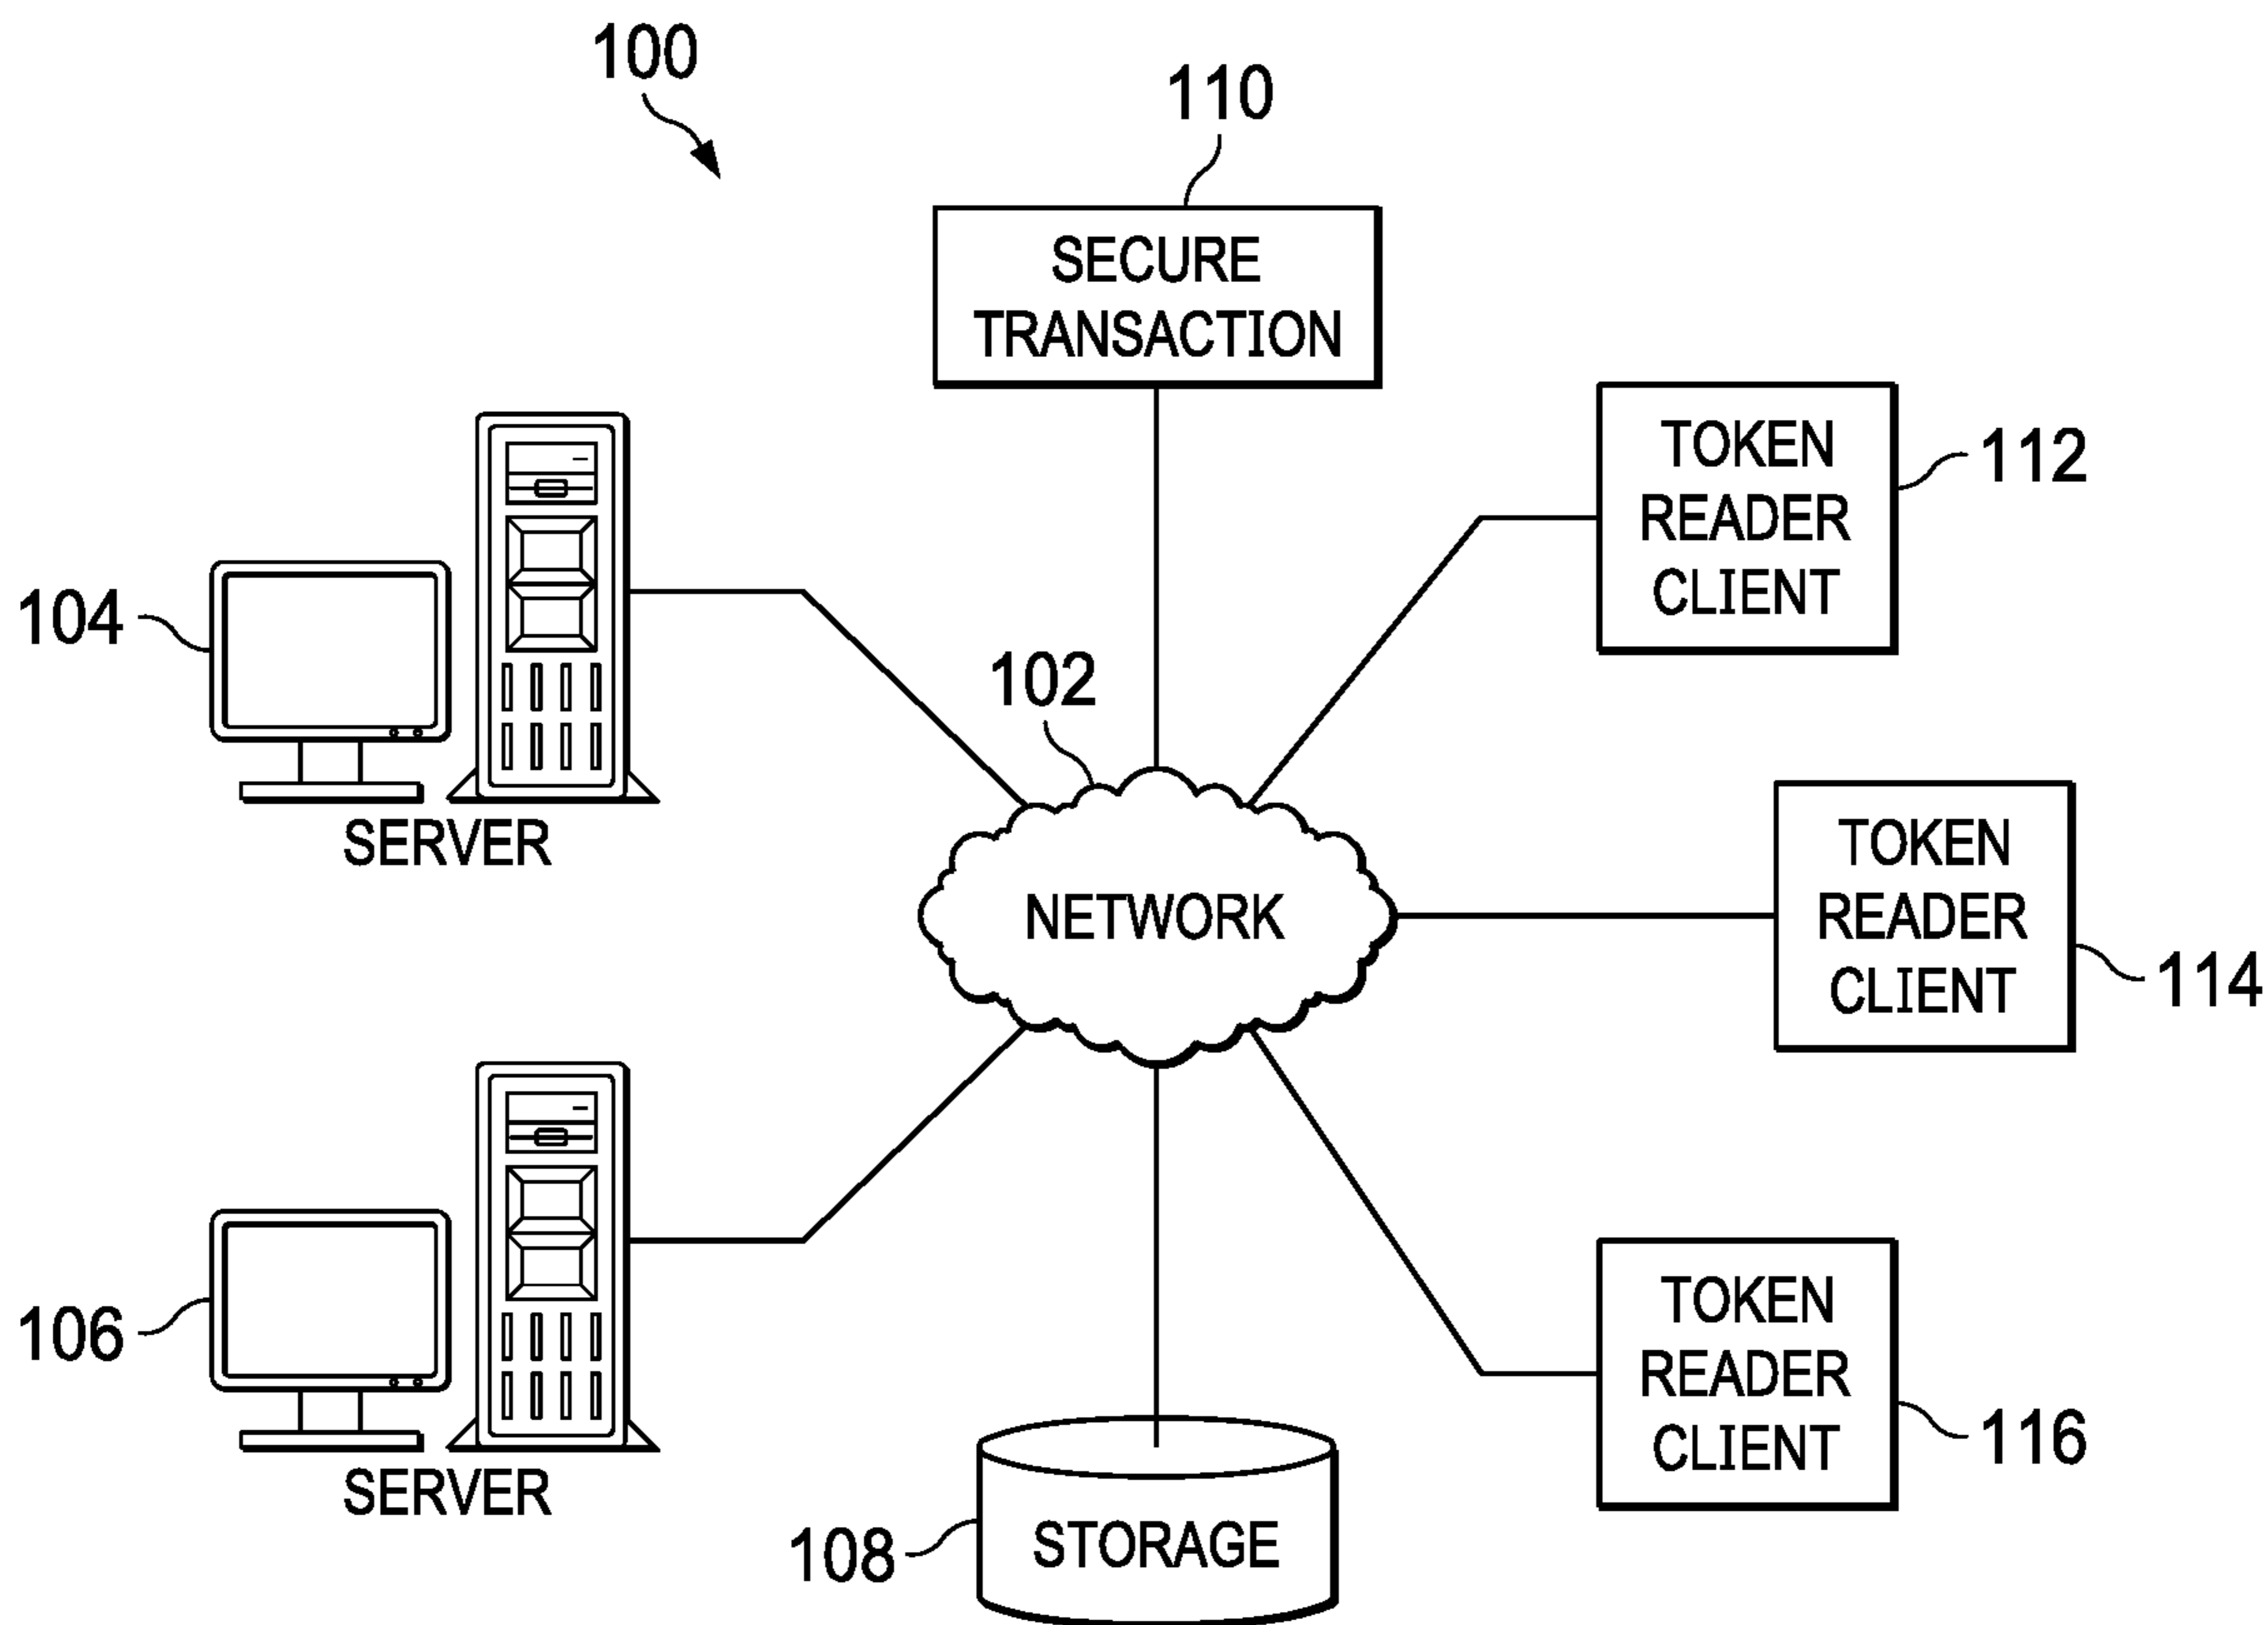 100
110
SECURE
TRANSACTION
TOKEN
READER
CLIENT
112
104
SERVER
102
NETWORK
TOKEN
READER
CLIENT
114
106
SERVER
TOKEN
READER
CLIENT
116
108
STORAGE